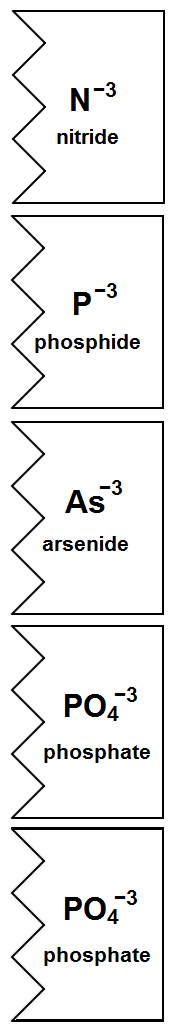 N⁻³
nitride
P⁻³
phosphide
As⁻³
arsenide
PO₄⁻³
phosphate
PO₄⁻³
phosphate